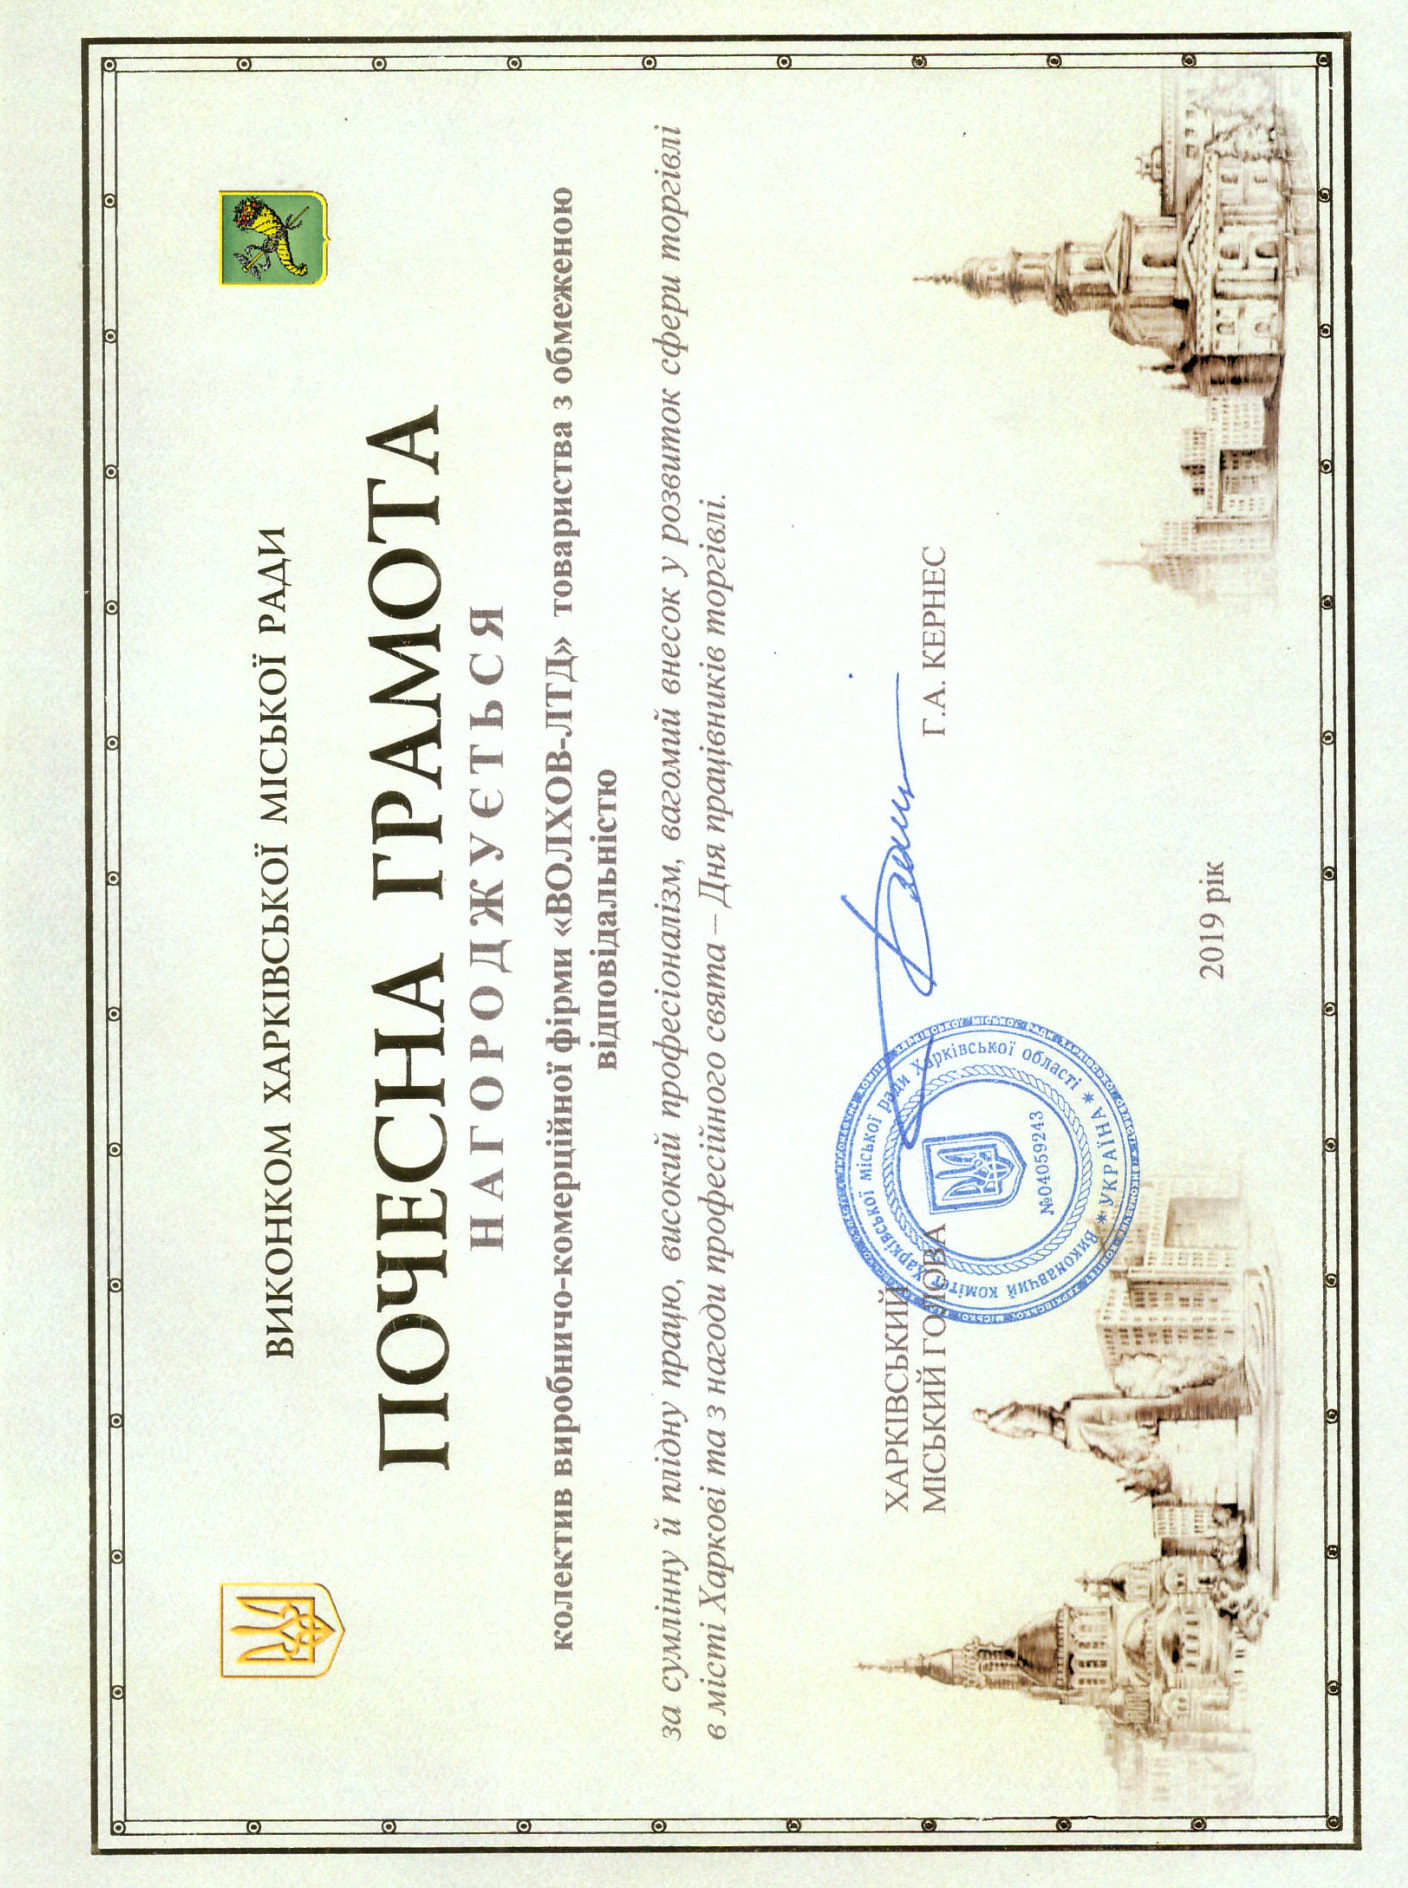 ВИКОНКОМ ХАРКІВСЬКОЇ МІСЬКОЇ РАДИ
ПОЧЕСНА ГРАМОТА
НАГОРОДЖУЄТЬСЯ
колектив виробничо-комерційної фірми «ВОЛХОВ-ЛТД» товариства з обмеженою
відповідальністю
за сумлінну й плідну працю, високий професіоналізм, вагомий внесок у розвиток сфери торгівлі
в місті Харкові та з нагоди професійного свята – Дня працівників торгівлі.
ХАРКІВСЬКИЙ
МІСЬКИЙ ГОЛОВА
Г.А. КЕРНЕС
Виконавчий комітет Харківської міської ради Харківської області
* УКРАЇНА *
№04059243
2019 рік